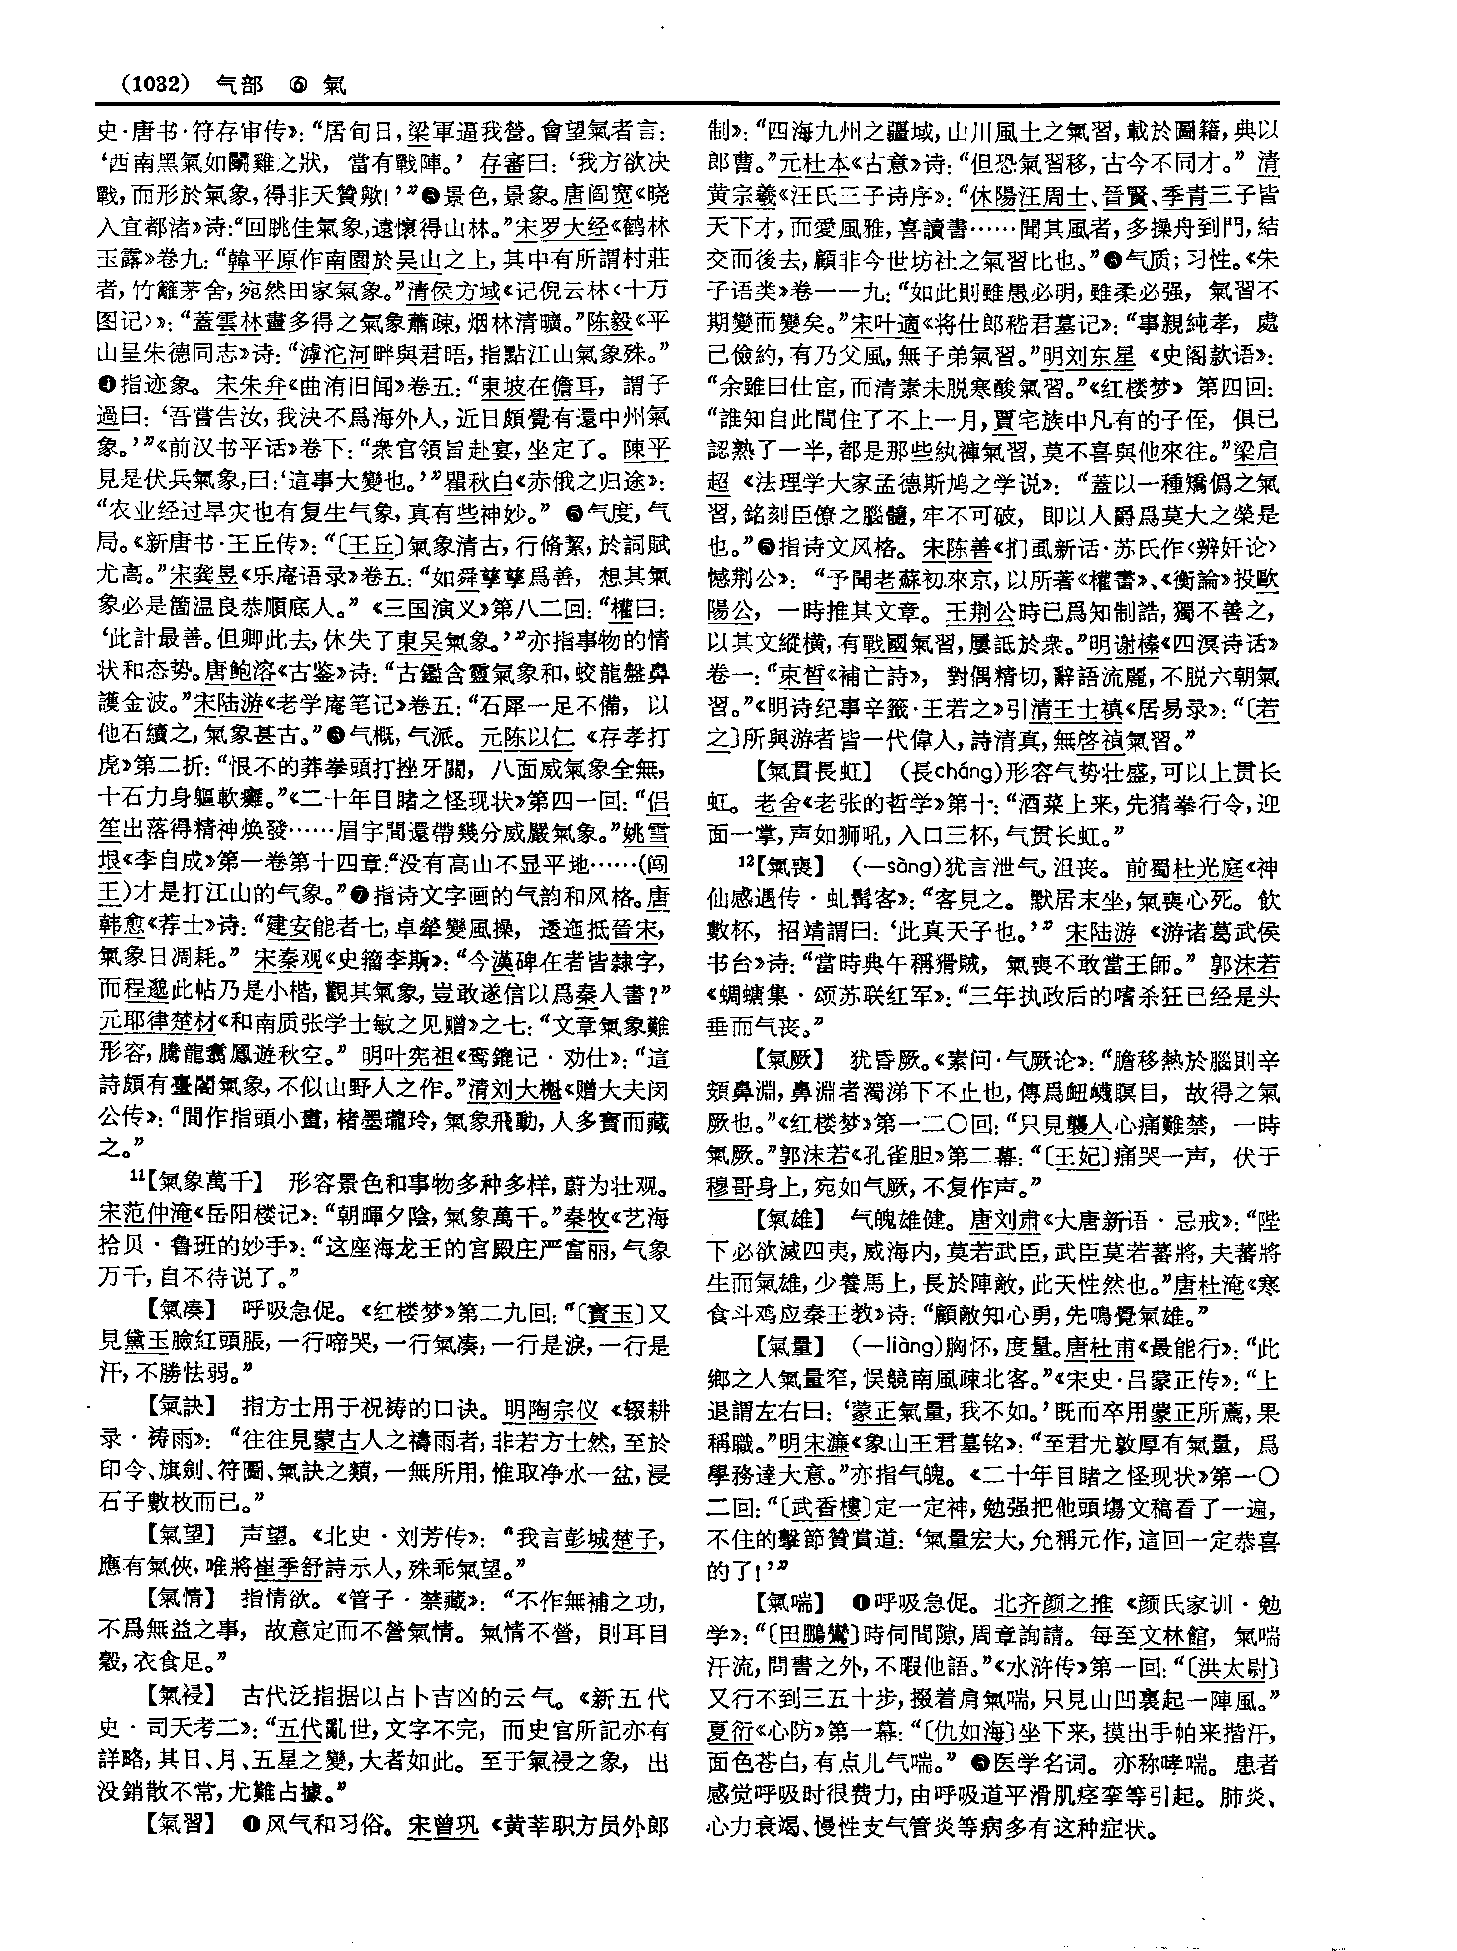 (1032) 气部 ⑥ 氣
史·唐书·符存审传》：“居旬日，梁軍逼我營。會望氣者言：
‘西南黑氣如鬭雞之狀，當有戰陣。’存審曰：‘我方欲决
戰，而形於氣象，得非天贊歟！’”❸景色，景象。唐阎宽《晓
入宜都渚》诗：“回眺佳氣象，遠懷得山林。”宋罗大经《鹤林
玉露》卷九：“韓平原作南園於吴山之上，其中有所謂村莊
者，竹籬茅舍，宛然田家氣象。”清侯方域《记倪云林〈十万
图记〉》：“蓋雲林畫多得之氣象蕭疎，烟林清曠。”陈毅《平
山呈朱德同志》诗：“滹沱河畔與君晤，指點江山氣象殊。”
❹指迹象。宋朱弁《曲洧旧闻》卷五：“東坡在儋耳，謂子
過曰：‘吾嘗告汝，我决不爲海外人，近日頗覺有還中州氣
象。’”《前汉书平话》卷下：“衆官領旨赴宴，坐定了。陳平
見是伏兵氣象，曰：‘這事大變也。’”瞿秋白《赤俄之归途》：
“农业经过旱灾也有复生气象，真有些神妙。”❺气度，气
局。《新唐书·王丘传》：“〔王丘〕氣象清古，行脩絜，於詞賦
尤高。”宋龚昱《乐庵语录》卷五：“如舜孳孳爲善，想其氣
象必是箇温良恭順底人。”《三国演义》第八二回：“權曰：
‘此計最善。但卿此去，休失了東吴氣象。’”亦指事物的情
状和态势。唐鲍溶《古鉴》诗：“古鑑含靈氣象和，蛟龍盤鼻
護金波。”宋陆游《老学庵笔记》卷五：“石犀一足不備，以
他石續之，氣象甚古。”❻气概，气派。元陈以仁《存孝打
虎》第二折：“恨不的莽拳頭打挫牙關，八面威氣象全無，
十石力身軀軟癱。”《二十年目睹之怪现状》第四一回：“侣
笙出落得精神焕發……眉宇間還帶幾分威嚴氣象。”姚雪
垠《李自成》第一卷第十四章：“没有高山不显平地……（闯
王）才是打江山的气象。”❼指诗文字画的气韵和风格。唐
韩愈《荐士》诗：“建安能者七，卓犖變風操，逶迤抵晉宋，
氣象日凋耗。”宋秦观《史籀李斯》：“今漢碑在者皆隸字，
而程邈此帖乃是小楷，觀其氣象，豈敢遂信以爲秦人書？”
元耶律楚材《和南质张学士敏之见赠》之七：“文章氣象難
形容，騰龍翥鳳遊秋空。”明叶宪祖《鸾鎞记·劝仕》：“這
詩頗有臺閣氣象，不似山野人之作。”清刘大櫆《赠大夫闵
公传》：“間作指頭小畫，楮墨瓏玲，氣象飛動，人多寳而藏
之。”
¹¹【氣象萬千】 形容景色和事物多种多样，蔚为壮观。
宋范仲淹《岳阳楼记》：“朝暉夕陰，氣象萬千。”秦牧《艺海
拾贝·鲁班的妙手》：“这座海龙王的宫殿庄严富丽，气象
万千，自不待说了。”
【氣凑】 呼吸急促。《红楼梦》第二九回：“〔寳玉〕又
見黛玉臉紅頭脹，一行啼哭，一行氣凑，一行是淚，一行是
汗，不勝怯弱。”
【氣訣】 指方士用于祝祷的口诀。明陶宗仪《辍耕
录·祷雨》：“往往見蒙古人之禱雨者，非若方士然，至於
印令、旗劍、符圖、氣訣之類，一無所用，惟取净水一盆，浸
石子數枚而已。”
【氣望】 声望。《北史·刘芳传》：“我言彭城楚子，
應有氣俠，唯將崔季舒詩示人，殊乖氣望。”
【氣情】 指情欲。《管子·禁藏》：“不作無補之功，
不爲無益之事，故意定而不營氣情。氣情不營，則耳目
穀，衣食足。”
【氣祲】 古代泛指据以占卜吉凶的云气。《新五代
史·司天考二》：“五代亂世，文字不完，而史官所記亦有
詳略，其日、月、五星之變，大者如此。至于氣祲之象，出
没銷散不常，尤難占據。”
【氣習】 ❶风气和习俗。宋曾巩《黄莘职方员外郎
制》：“四海九州之疆域，山川風土之氣習，載於圖籍，典以
郎曹。”元杜本《古意》诗：“但恐氣習移，古今不同才。”清
黄宗羲《汪氏三子诗序》：“休陽汪周士、晉賢、季青三子皆
天下才，而愛風雅，喜讀書……聞其風者，多操舟到門，結
交而後去，顧非今世坊社之氣習比也。”❷气质；习性。《朱
子语类》卷一一九：“如此則雖愚必明，雖柔必强，氣習不
期變而變矣。”宋叶適《将仕郎嵇君墓记》：“事親純孝，處
己儉約，有乃父風，無子弟氣習。”明刘东星《史阁款语》：
“余雖曰仕宦，而清素未脱寒酸氣習。”《红楼梦》第四回：
“誰知自此間住了不上一月，賈宅族中凡有的子侄，俱已
認熟了一半，都是那些紈褲氣習，莫不喜與他來往。”梁启
超《法理学大家孟德斯鸠之学说》：“蓋以一種矯僞之氣
習，銘刻臣僚之腦髓，牢不可破，即以人爵爲莫大之榮是
也。”❸指诗文风格。宋陈善《扪虱新话·苏氏作〈辨奸论〉
憾荆公》：“予聞老蘇初來京，以所著《權書》、《衡論》投歐
陽公，一時推其文章。王荆公時已爲知制誥，獨不善之，
以其文縱横，有戰國氣習，屢詆於衆。”明谢榛《四溟诗话》
卷一：“束晳《補亡詩》，對偶精切，辭語流麗，不脱六朝氣
習。”《明诗纪事辛籤·王若之》引清王士禛《居易录》：“〔若
之〕所與游者皆一代偉人，詩清真，無啓禎氣習。”
【氣貫長虹】 （長cháng）形容气势壮盛，可以上贯长
虹。老舍《老张的哲学》第十：“酒菜上来，先猜拳行令，迎
面一掌，声如狮吼，入口三杯，气贯长虹。”
¹²【氣喪】 （—sàng）犹言泄气，沮丧。前蜀杜光庭《神
仙感遇传·虬髯客》：“客見之。默居末坐，氣喪心死。飲
數杯，招靖謂曰：‘此真天子也。’”宋陆游《游诸葛武侯
书台》诗：“當時典午稱猾賊，氣喪不敢當王師。”郭沫若
《蜩螗集·颂苏联红军》：“三年执政后的嗜杀狂已经是头
垂而气丧。”
【氣厥】 犹昏厥。《素问·气厥论》：“膽移熱於腦則辛
頞鼻淵，鼻淵者濁涕下不止也，傳爲衄衊瞑目，故得之氣
厥也。”《红楼梦》第一二〇回：“只見襲人心痛難禁，一時
氣厥。”郭沫若《孔雀胆》第二幕：“〔王妃〕痛哭一声，伏于
穆哥身上，宛如气厥，不复作声。”
【氣雄】 气魄雄健。唐刘肃《大唐新语·忌戒》：“陛
下必欲滅四夷，威海内，莫若武臣，武臣莫若蕃將，夫蕃將
生而氣雄，少養馬上，長於陣敵，此天性然也。”唐杜淹《寒
食斗鸡应秦王教》诗：“顧敵知心勇，先鳴覺氣雄。”
【氣量】 （—liàng）胸怀，度量。唐杜甫《最能行》：“此
鄉之人氣量窄，悮競南風疎北客。”《宋史·吕蒙正传》：“上
退謂左右曰：‘蒙正氣量，我不如。’既而卒用蒙正所薦，果
稱職。”明宋濂《象山王君墓铭》：“至君尤敦厚有氣量，爲
學務達大意。”亦指气魄。《二十年目睹之怪现状》第一〇
二回：“〔武香樓〕定一定神，勉强把他頭場文稿看了一遍，
不住的擊節贊賞道：‘氣量宏大，允稱元作，這回一定恭喜
的了！’”
【氣喘】 ❶呼吸急促。北齐颜之推《颜氏家训·勉
学》：“〔田鵬鸞〕時伺間隙，周章詢請。每至文林館，氣喘
汗流，問書之外，不暇他語。”《水浒传》第一回：“〔洪太尉〕
又行不到三五十步，掇着肩氣喘，只見山凹裏起一陣風。”
夏衍《心防》第一幕：“〔仇如海〕坐下来，摸出手帕来揩汗，
面色苍白，有点儿气喘。”❷医学名词。亦称哮喘。患者
感觉呼吸时很费力，由呼吸道平滑肌痉挛等引起。肺炎、
心力衰竭、慢性支气管炎等病多有这种症状。